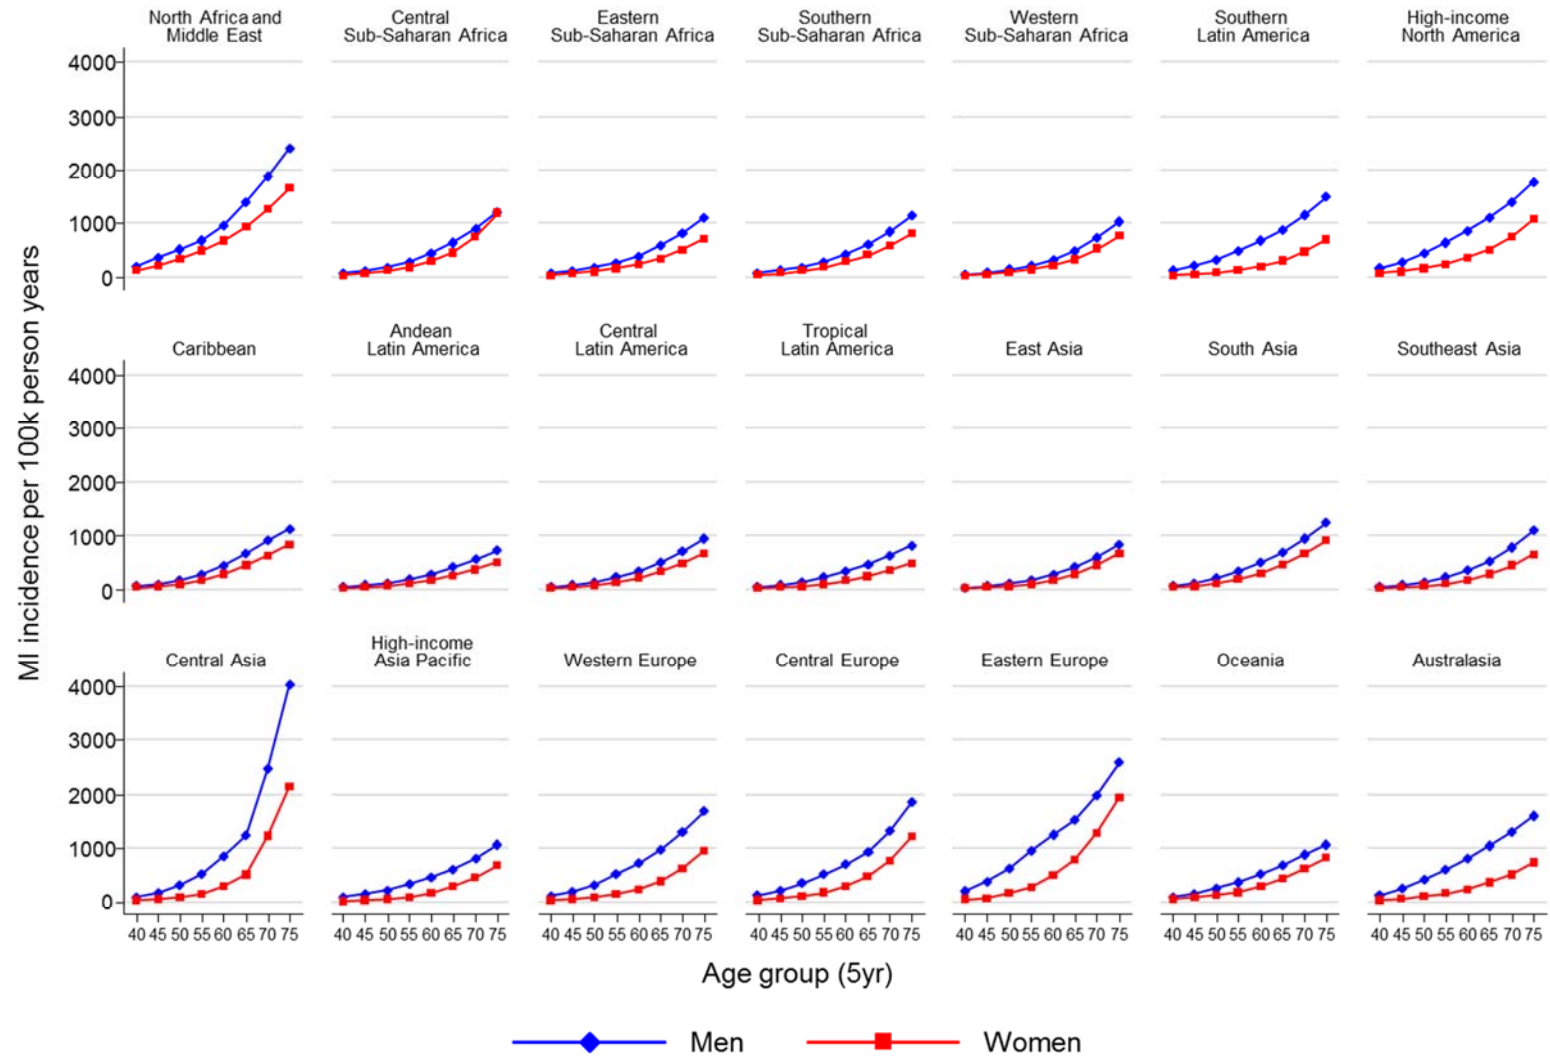 North Africa and
Middle East
Central
Sub-Saharan Africa
Eastern
Sub-Saharan Africa
Southern
Sub-Saharan Africa
Western
Sub-Saharan Africa
Southern
Latin America
High-income
North America
4000
3000
2000
1000
0
Caribbean
Andean
Latin America
Central
Latin America
Tropical
Latin America
East Asia
South Asia
Southeast Asia
4000
3000
2000
1000
0
Central Asia
High-income
Asia Pacific
Western Europe
Central Europe
Eastern Europe
Oceania
Australasia
4000
3000
2000
1000
0
MI incidence per 100k person years
40 45 50 55 60 65 70 75
40 45 50 55 60 65 70 75
40 45 50 55 60 65 70 75
40 45 50 55 60 65 70 75
40 45 50 55 60 65 70 75
40 45 50 55 60 65 70 75
40 45 50 55 60 65 70 75
Age group (5yr)
Men
Women